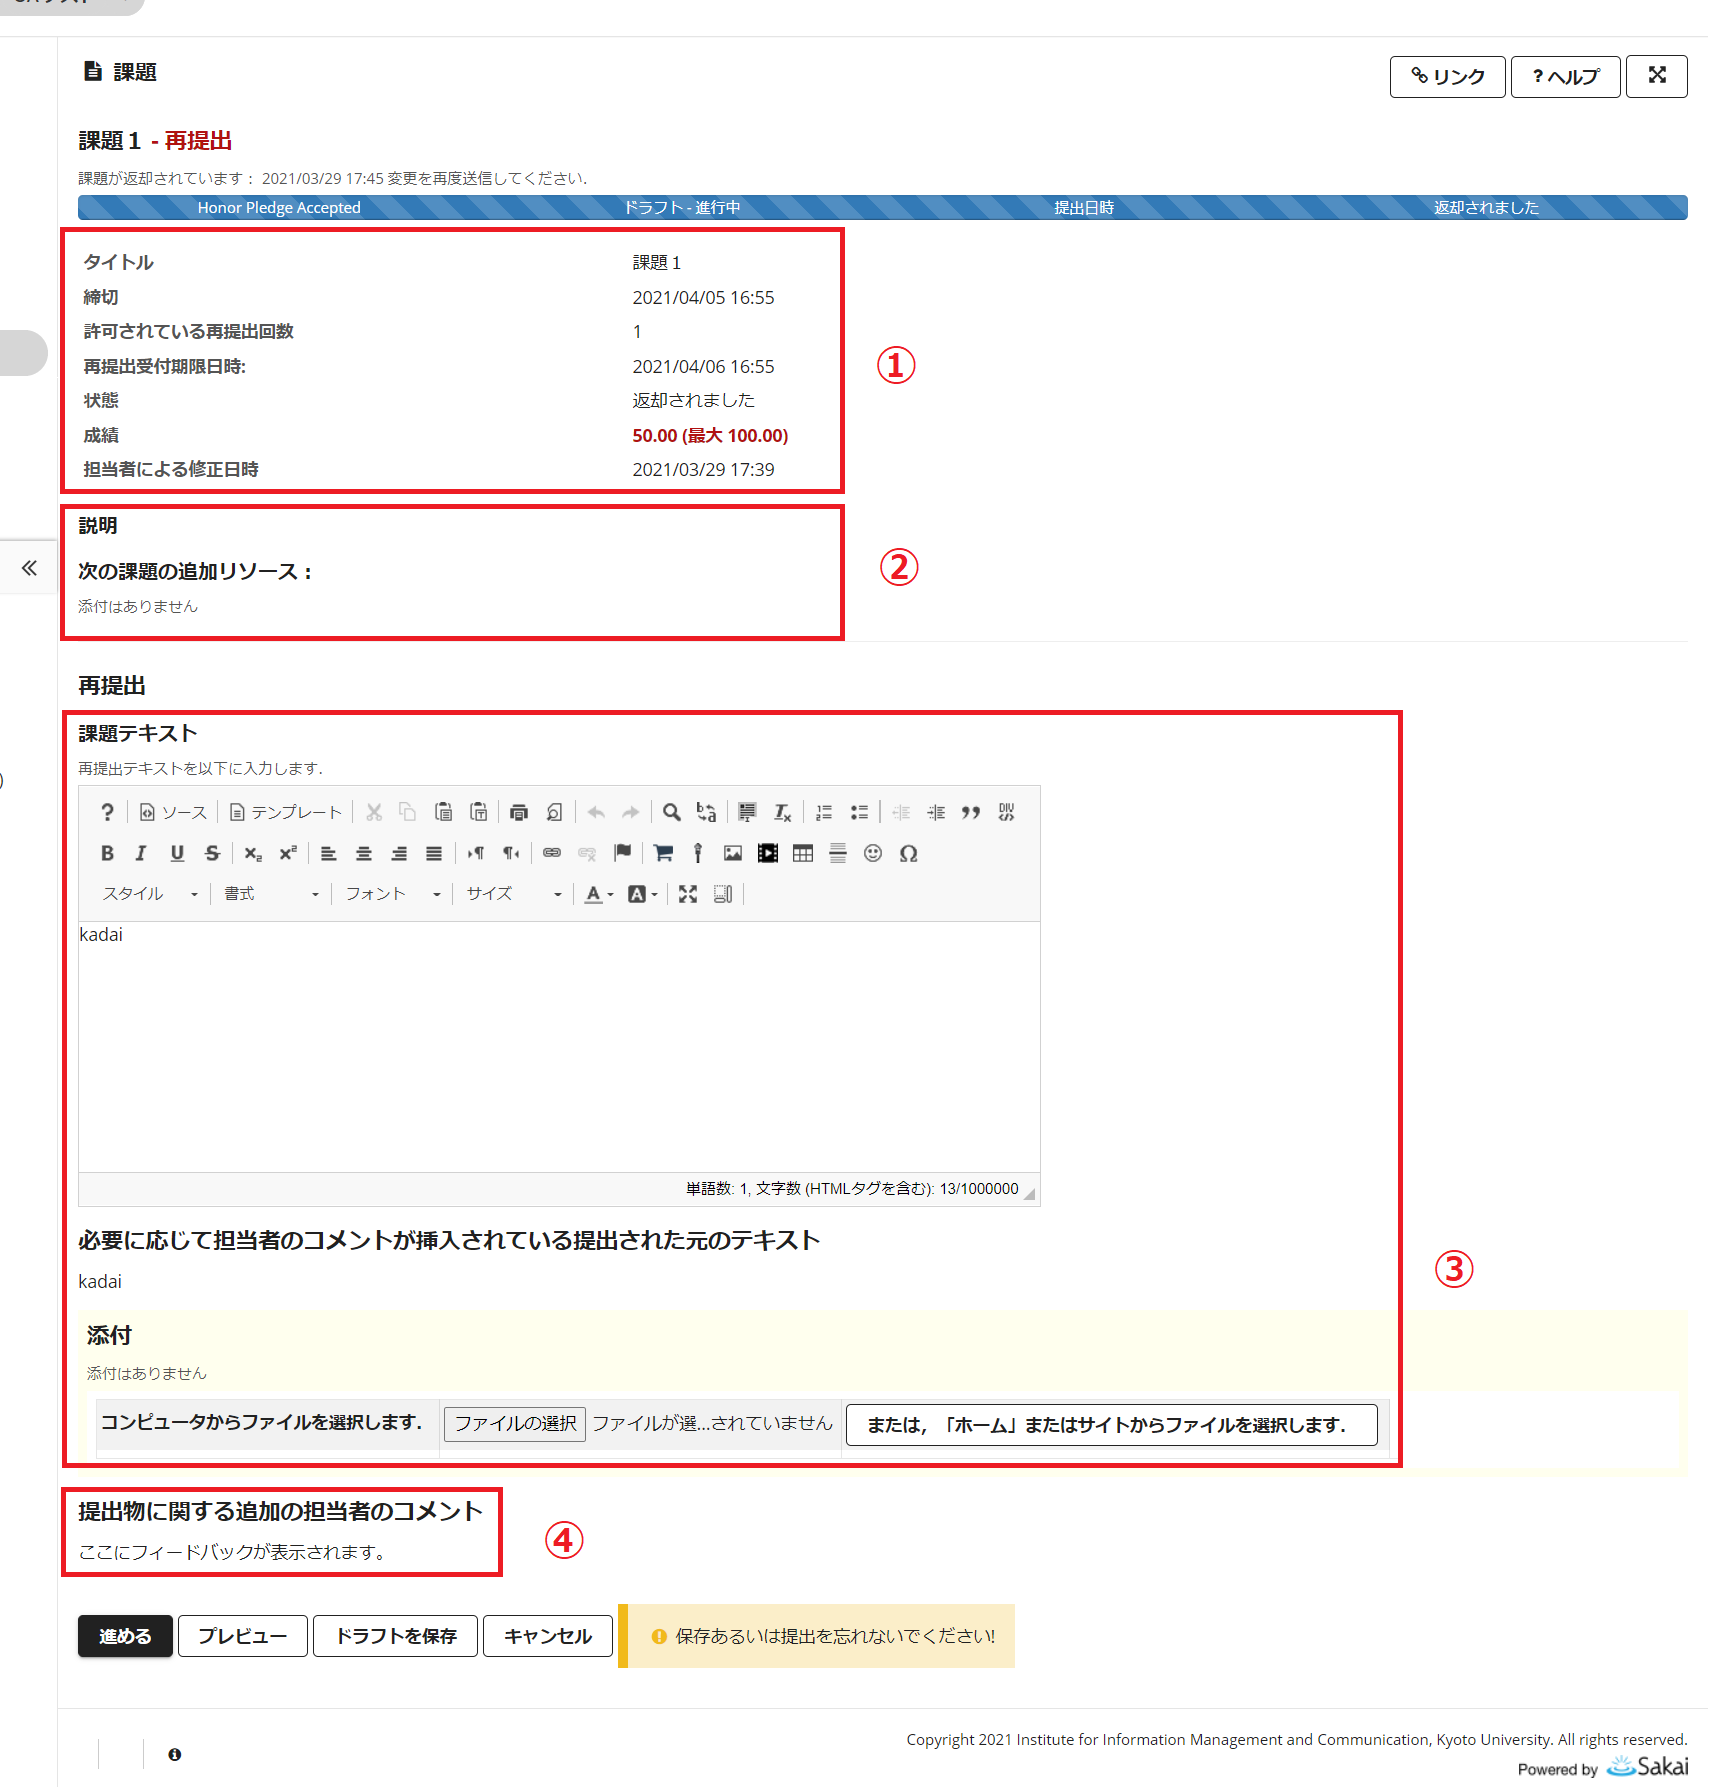 課題
リンク
? ヘルプ
課題１ - 再提出
課題が返却されています： 2021/03/29 17:45 変更を再度送信してください.
Honor Pledge Accepted ドラフト - 進行中 提出日時 返却されました
タイトル 課題１
締切 2021/04/05 16:55
許可されている再提出回数 1
再提出受付期限日時: 2021/04/06 16:55
①
状態 返却されました
成績 50.00 (最大 100.00)
担当者による修正日時 2021/03/29 17:39
説明
②
次の課題の追加リソース：
添付はありません
再提出
課題テキスト
再提出テキストを以下に入力します.
ソース テンプレート
スタイル 書式 フォント サイズ
kadai
単語数: 1, 文字数 (HTMLタグを含む): 13/1000000
必要に応じて担当者のコメントが挿入されている提出された元のテキスト
③
kadai
添付
添付はありません
コンピュータからファイルを選択します. ファイルの選択 ファイルが選...されていません または, 「ホーム」またはサイトからファイルを選択します.
提出物に関する追加の担当者のコメント
④
ここにフィードバックが表示されます。
進める プレビュー ドラフトを保存 キャンセル 保存あるいは提出を忘れないでください!
Copyright 2021 Institute for Information Management and Communication, Kyoto University. All rights reserved.
Powered by Sakai